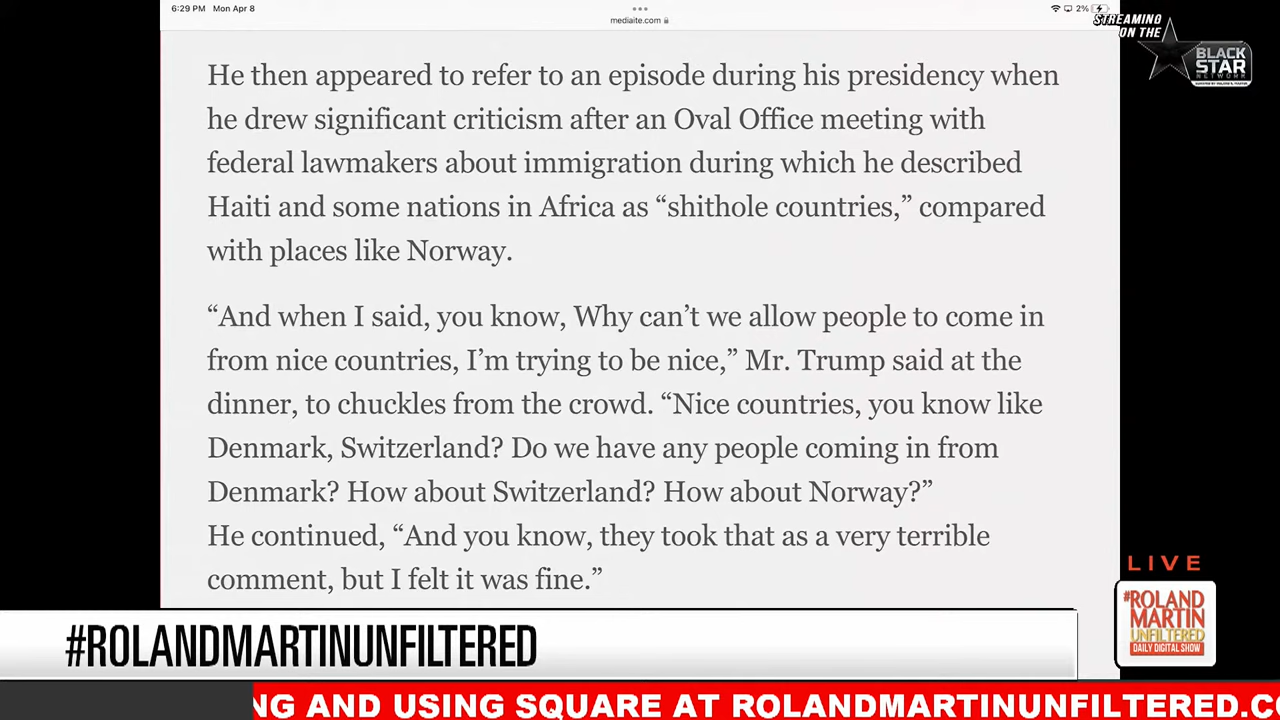 6:29 PM Mon Apr 8
mediaite.com
2%
STREAMING
ON THE
BLACK
STAR
NETWORK
He then appeared to refer to an episode during his presidency when
he drew significant criticism after an Oval Office meeting with
federal lawmakers about immigration during which he described
Haiti and some nations in Africa as “shithole countries,” compared
with places like Norway.
“And when I said, you know, Why can’t we allow people to come in
from nice countries, I’m trying to be nice,” Mr. Trump said at the
dinner, to chuckles from the crowd. “Nice countries, you know like
Denmark, Switzerland? Do we have any people coming in from
Denmark? How about Switzerland? How about Norway?”
He continued, “And you know, they took that as a very terrible
comment, but I felt it was fine.”
LIVE
#ROLAND
MARTIN
UNFILTERED
DAILY DIGITAL SHOW
#ROLANDMARTINUNFILTERED
NG AND USING SQUARE AT ROLANDMARTINUNFILTERED.C